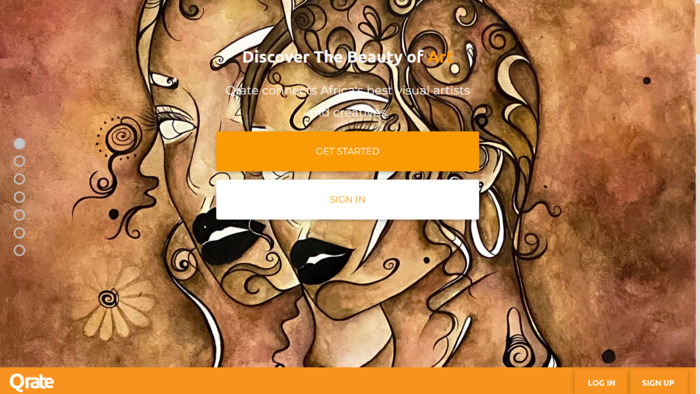 Discover The Beauty of Art
Qrate connects Africa's best visual artists
and creatives
GET STARTED
SIGN IN
Qrate
LOG IN
SIGN UP